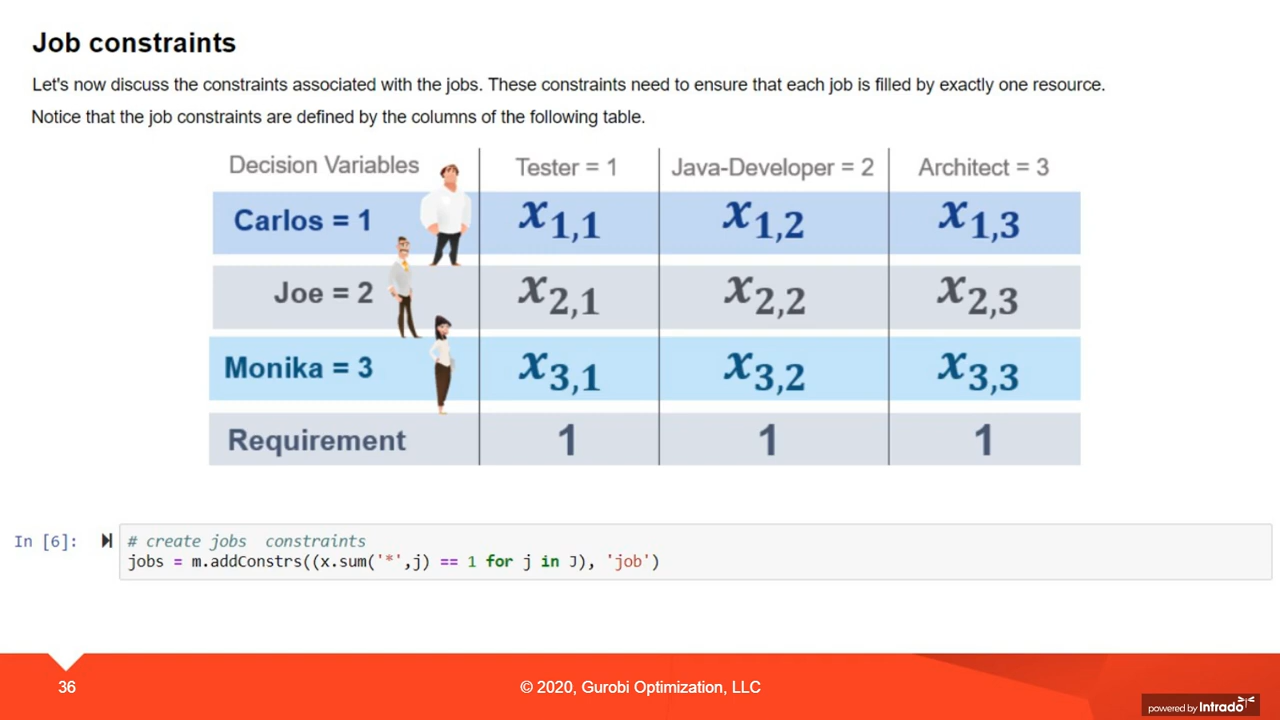 Job constraints
Let's now discuss the constraints associated with the jobs. These constraints need to ensure that each job is filled by exactly one resource.
Notice that the job constraints are defined by the columns of the following table.
Decision Variables Tester = 1 Java-Developer = 2 Architect = 3
Carlos = 1 x1,1 x1,2 x1,3
Joe = 2 x2,1 x2,2 x2,3
Monika = 3 x3,1 x3,2 x3,3
Requirement 1 1 1
In [6]: # create jobs  constraints
jobs = m.addConstrs((x.sum('*',j) == 1 for j in J), 'job')
36 © 2020, Gurobi Optimization, LLC
powered by Intrado